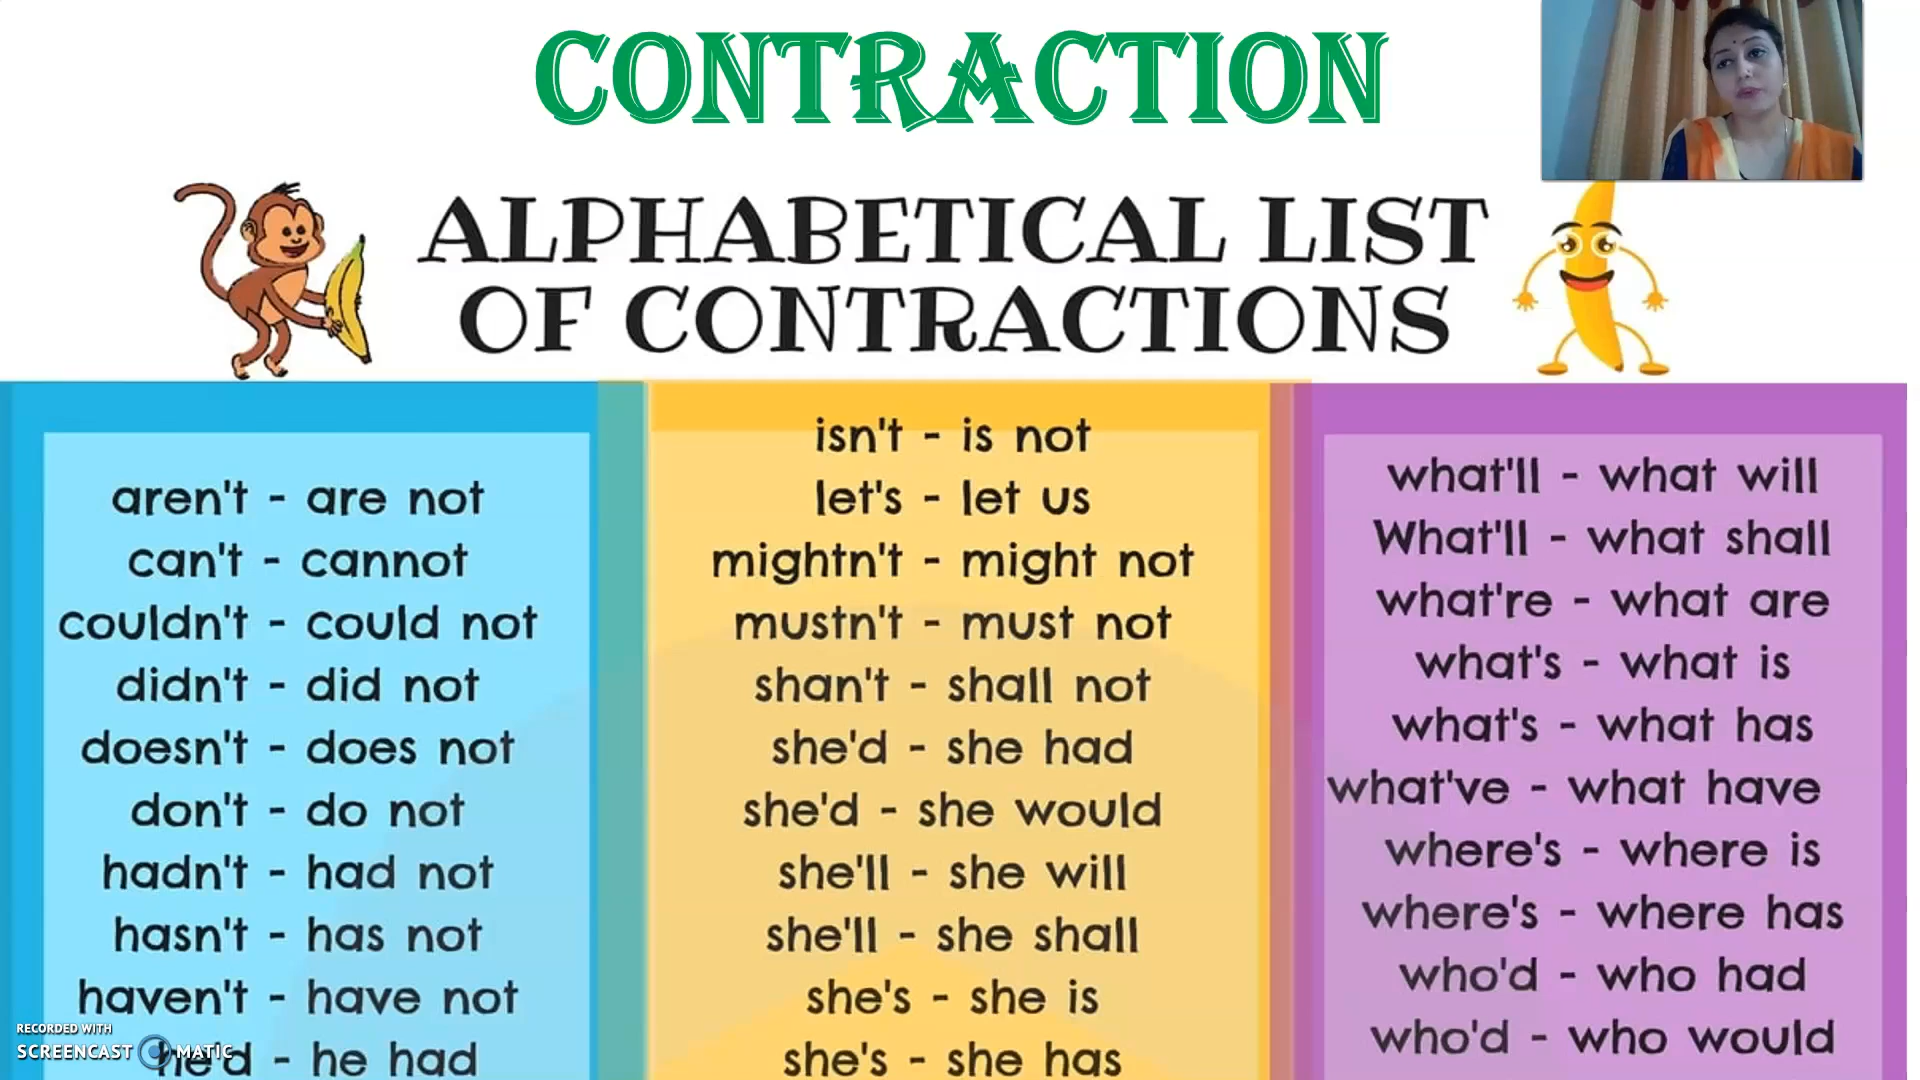 CONTRACTION
ALPHABETICAL LIST
OF CONTRACTIONS
aren't - are not
can't - cannot
couldn't - could not
didn't - did not
doesn't - does not
don't - do not
hadn't - had not
hasn't - has not
haven't - have not
he'd - he had
isn't - is not
let's - let us
mightn't - might not
mustn't - must not
shan't - shall not
she'd - she had
she'd - she would
she'll - she will
she'll - she shall
she's - she is
she's - she has
what'll - what will
What'll - what shall
what're - what are
what's - what is
what's - what has
what've - what have
where's - where is
where's - where has
who'd - who had
who'd - who would
RECORDED WITH
SCREENCAST MATIC